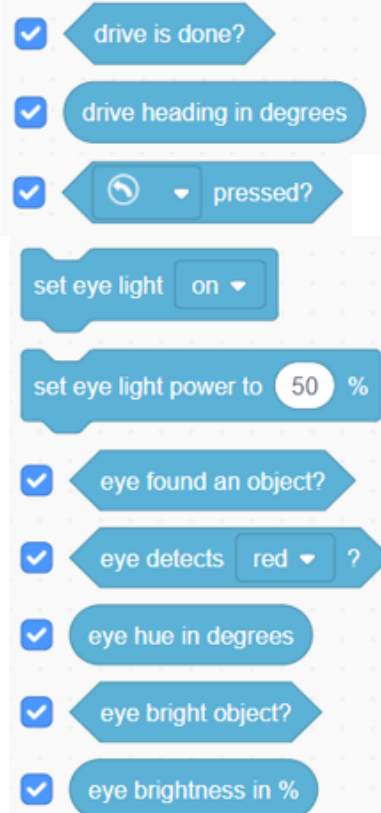 drive is done?
drive heading in degrees
pressed?
set eye light on
set eye light power to 50 %
eye found an object?
eye detects red ?
eye hue in degrees
eye bright object?
eye brightness in %